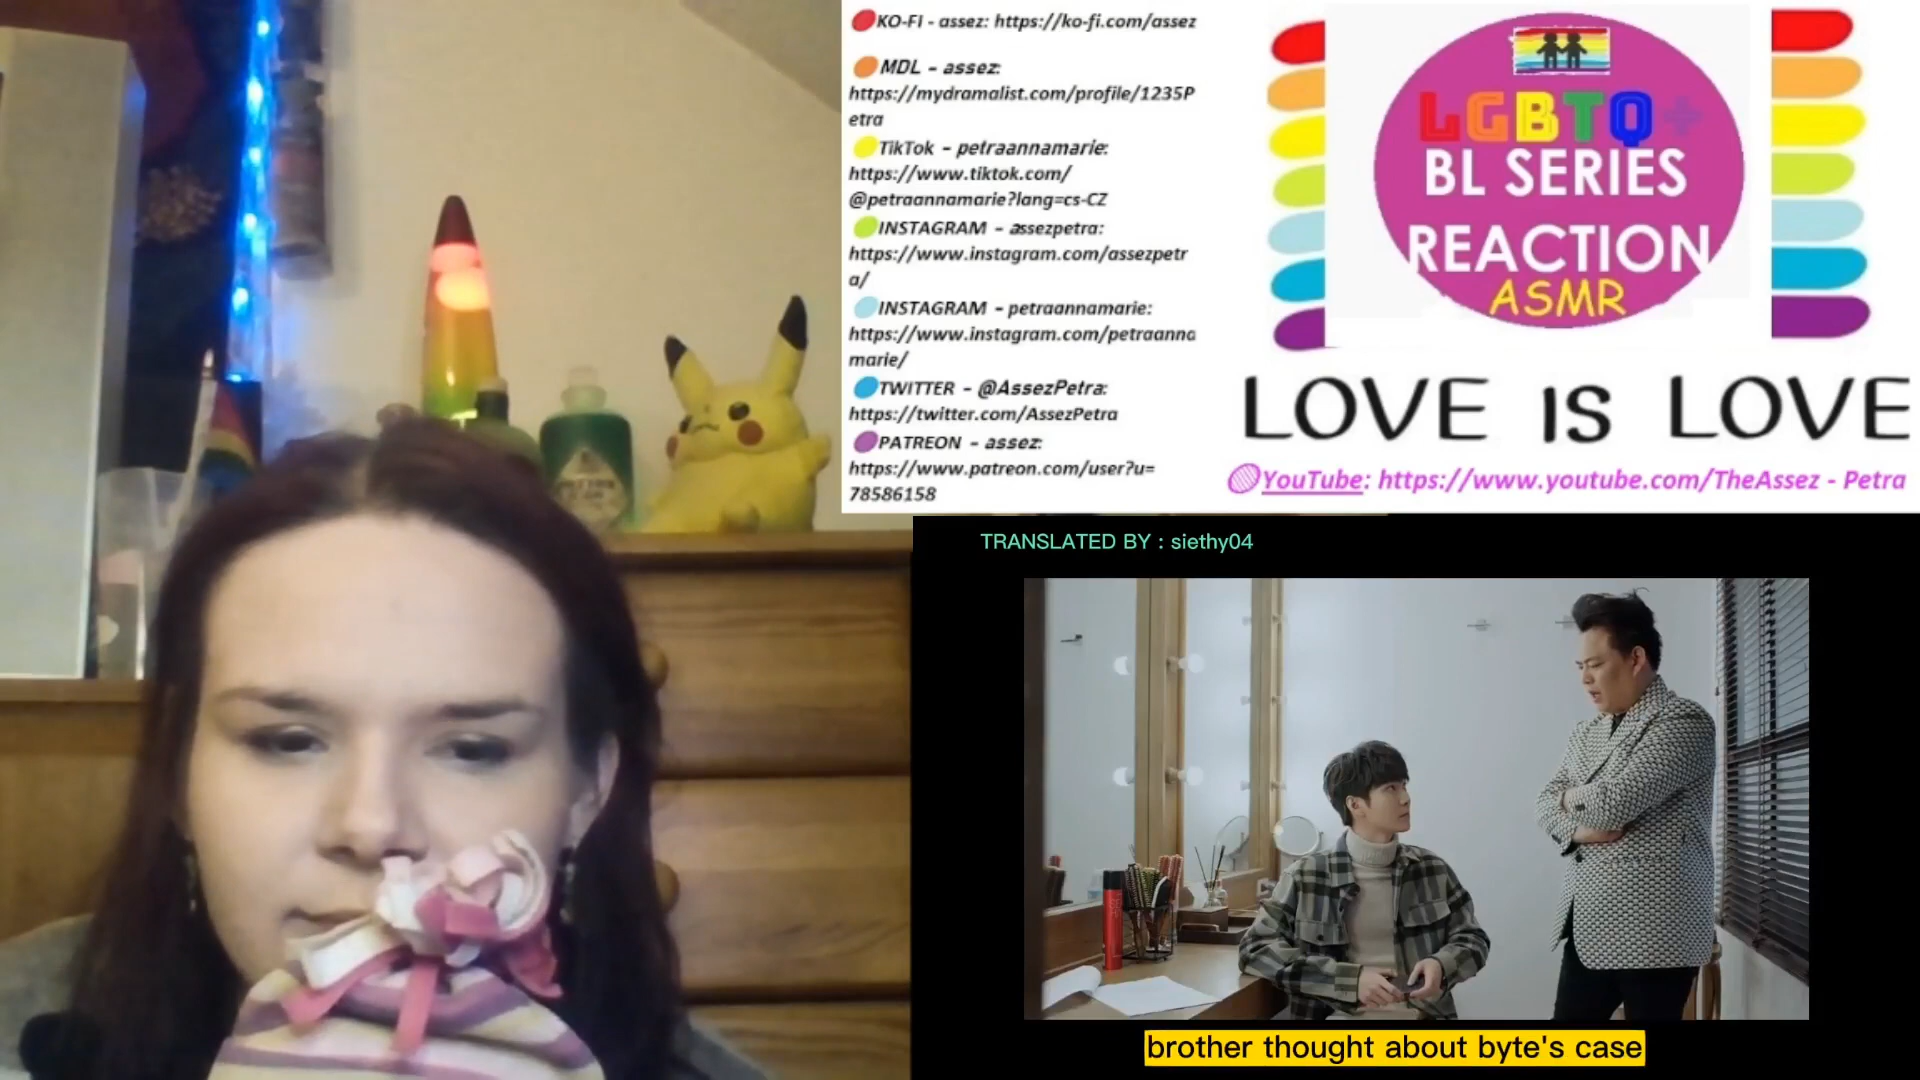 KO-FI - assez: https://ko-fi.com/assez
MDL - assez:
https://mydramalist.com/profile/1235P
etra
TikTok - petraannamarie:
https://www.tiktok.com/
@petraannamarie?lang=cs-CZ
INSTAGRAM - assezpetra:
https://www.instagram.com/assezpetr
a/
INSTAGRAM - petraannamarie:
https://www.instagram.com/petraanna
marie/
TWITTER - @AssezPetra:
https://twitter.com/AssezPetra
PATREON - assez:
https://www.patreon.com/user?u=
78586158
LGBTQ+
BL SERIES
REACTION
ASMR
LOVE IS LOVE
YouTube: https://www.youtube.com/TheAssez - Petra
TRANSLATED BY : siethy04
brother thought about byte's case